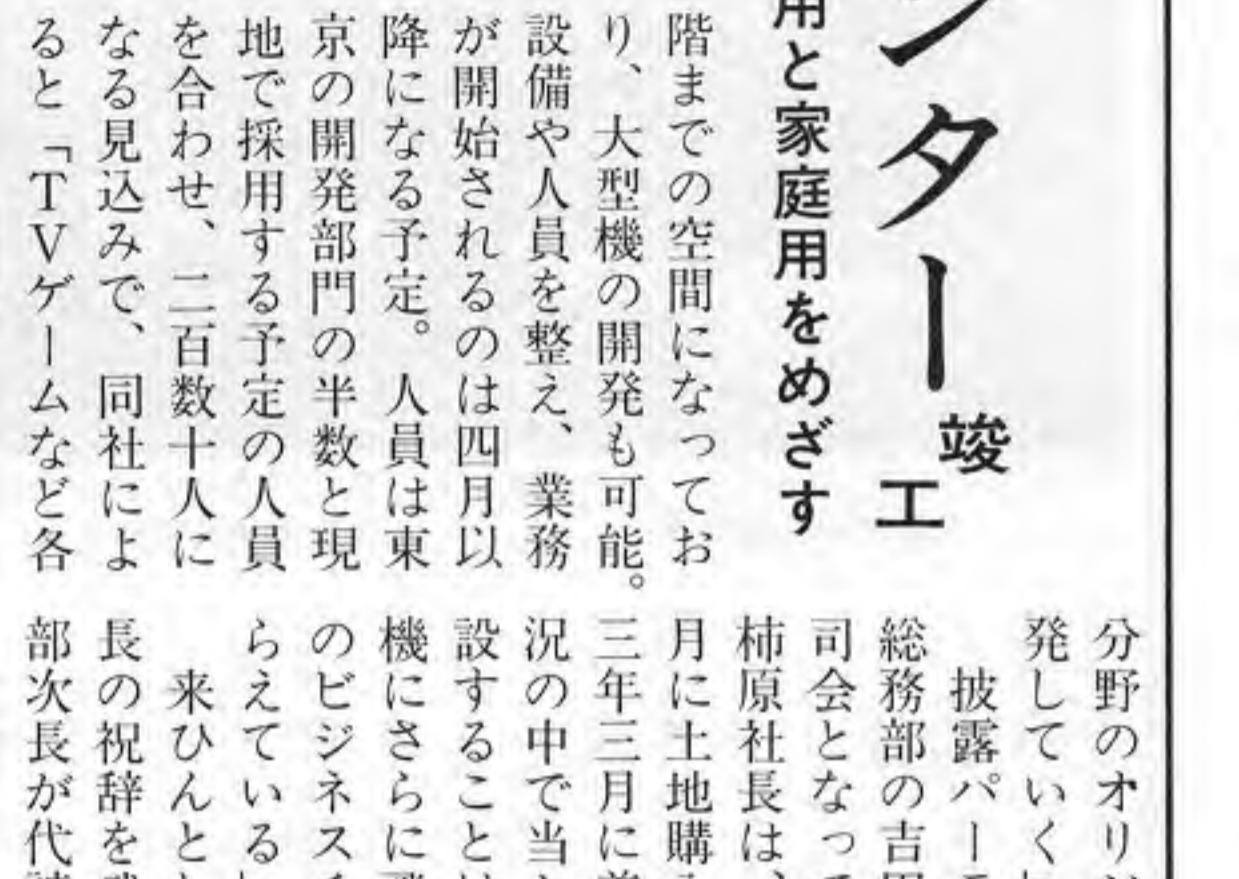 ンター竣工
用と家庭用をめざす
階までの空間になってお
り、大型機の開発も可能。
設備や人員を整え、業務
が開始されるのは四月以
降になる予定。人員は東
京の開発部門の半数と現
地で採用する予定の人員
を合わせ、二百数十人に
なる見込みで、同社によ
ると「TVゲームなど各
分野のオリ
発していく
披露パー
総務部の吉
司会となっ
柿原社長は、
月に土地購
三年三月に
況の中で当
設すること
機にさらに
のビジネス
らえている
来ひんと
長の祝辞を
部次長が代